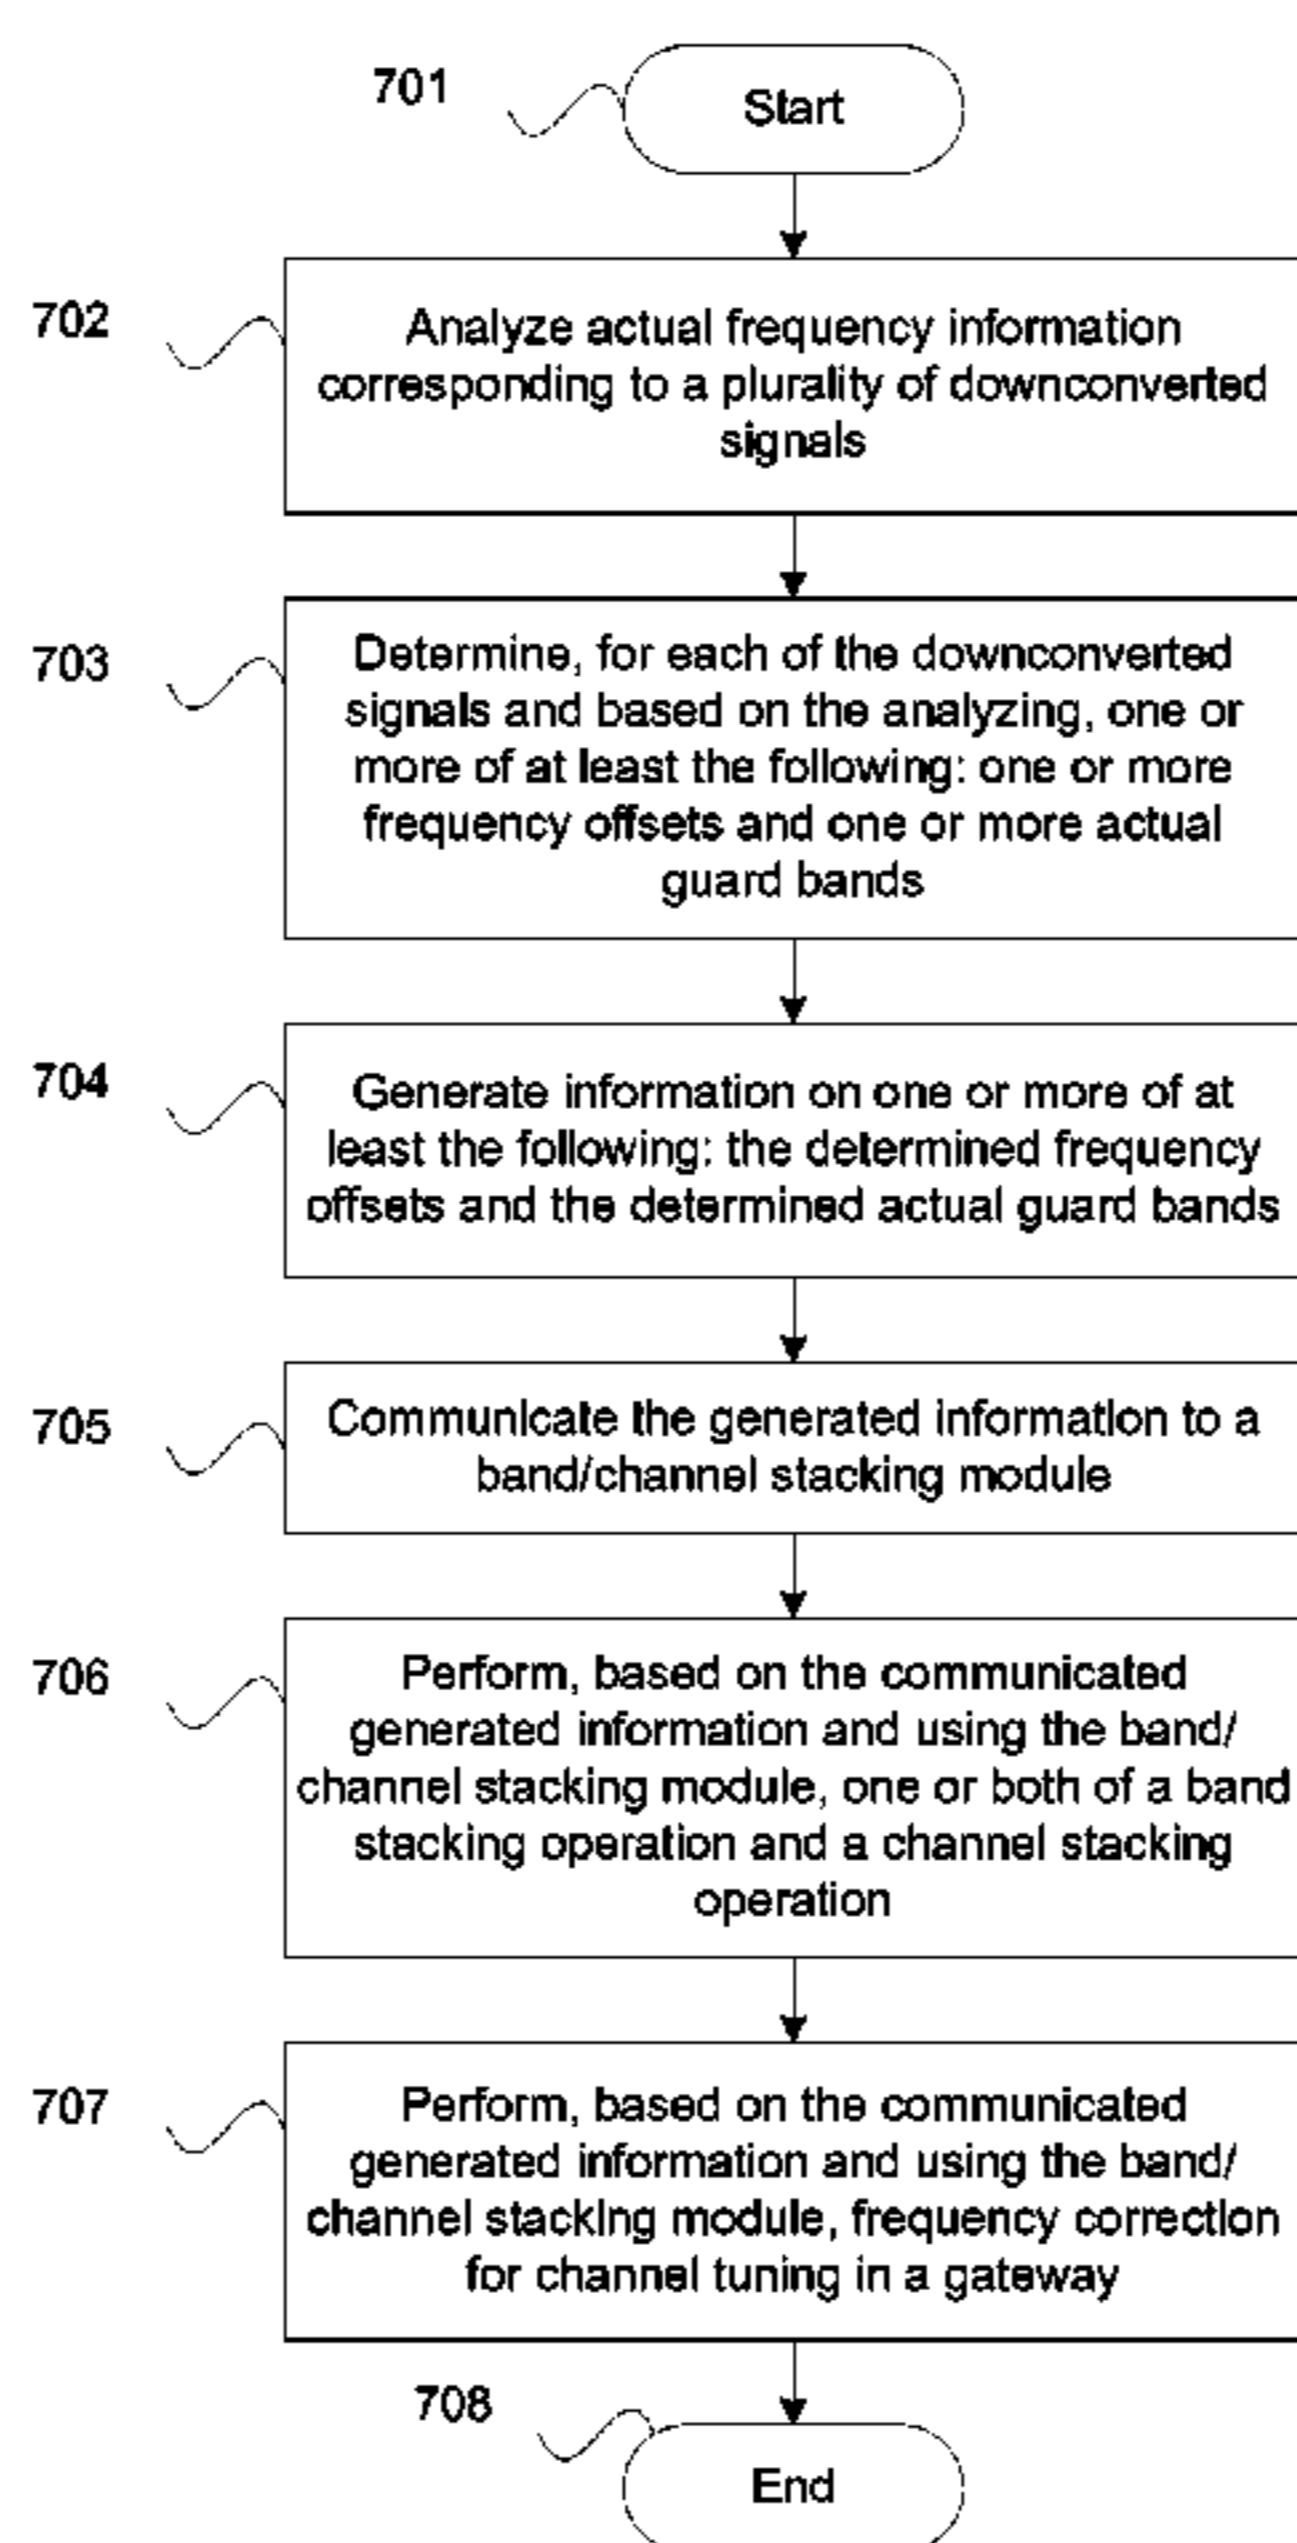 701
Start
702
Analyze actual frequency information
corresponding to a plurality of downconverted
signals
703
Determine, for each of the downconverted
signals and based on the analyzing, one or
more of at least the following: one or more
frequency offsets and one or more actual
guard bands
704
Generate information on one or more of at
least the following: the determined frequency
offsets and the determined actual guard bands
705
Communicate the generated information to a
band/channel stacking module
706
Perform, based on the communicated
generated information and using the band/
channel stacking module, one or both of a band
stacking operation and a channel stacking
operation
707
Perform, based on the communicated
generated information and using the band/
channel stacking module, frequency correction
for channel tuning in a gateway
708
End